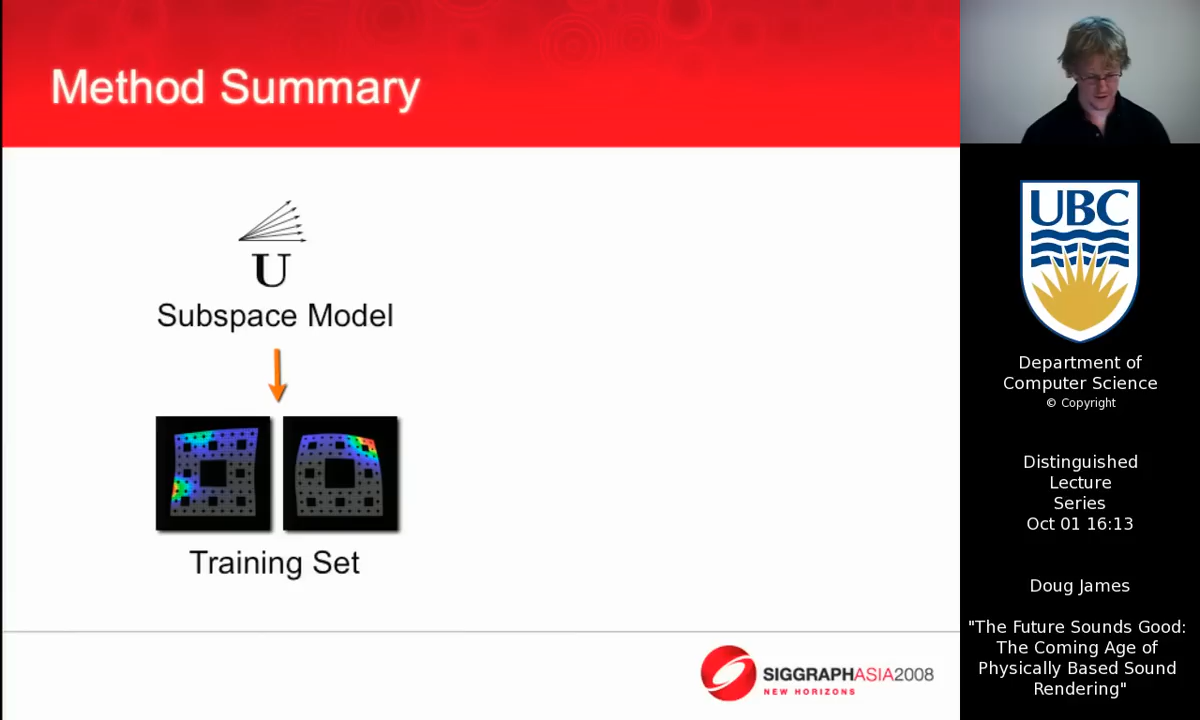 Method Summary
U
Subspace Model
Training Set
SIGGRAPHASIA2008
NEW HORIZONS
UBC
Department of
Computer Science
© Copyright
Distinguished
Lecture
Series
Oct 01 16:13
Doug James
"The Future Sounds Good:
The Coming Age of
Physically Based Sound
Rendering"